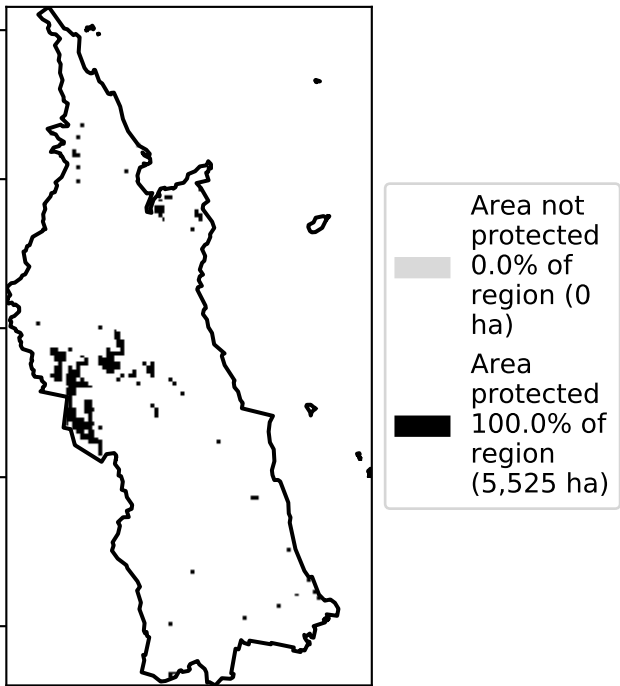 Area not
protected
0.0% of
region (0
ha)
Area
protected
100.0% of
region
(5,525 ha)